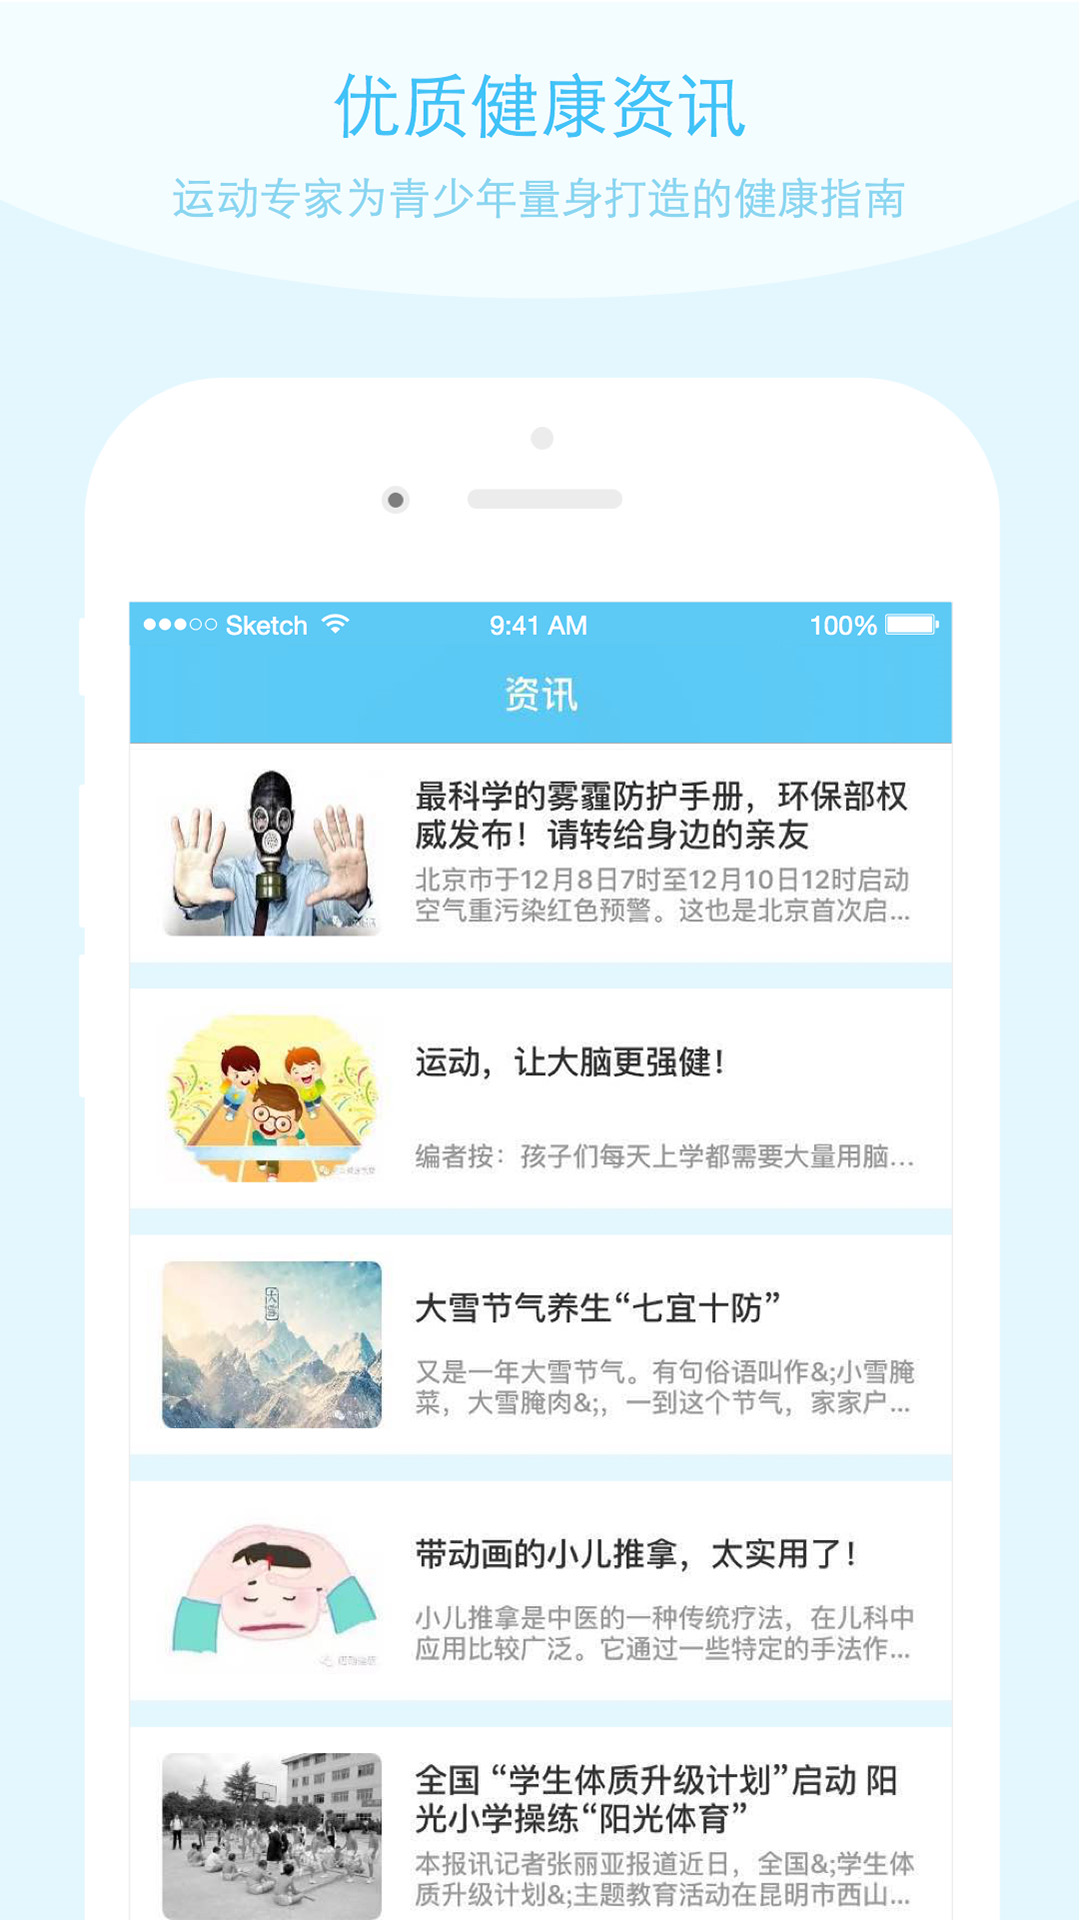 优质健康资讯
运动专家为青少年量身打造的健康指南
Sketch 9:41 AM 100%
资讯
最科学的雾霾防护手册，环保部权
威发布！请转给身边的亲友
北京市于12月8日7时至12月10日12时启动
空气重污染红色预警。这也是北京首次启...
运动，让大脑更强健！
编者按：孩子们每天上学都需要大量用脑...
大雪
大雪节气养生“七宜十防”
又是一年大雪节气。有句俗语叫作&;小雪腌
菜，大雪腌肉&;，一到这个节气，家家户...
带动画的小儿推拿，太实用了！
小儿推拿是中医的一种传统疗法，在儿科中
应用比较广泛。它通过一些特定的手法作...
全国 “学生体质升级计划”启动 阳
光小学操练“阳光体育”
本报讯记者张丽亚报道近日，全国&;学生体
质升级计划&;主题教育活动在昆明市西山...